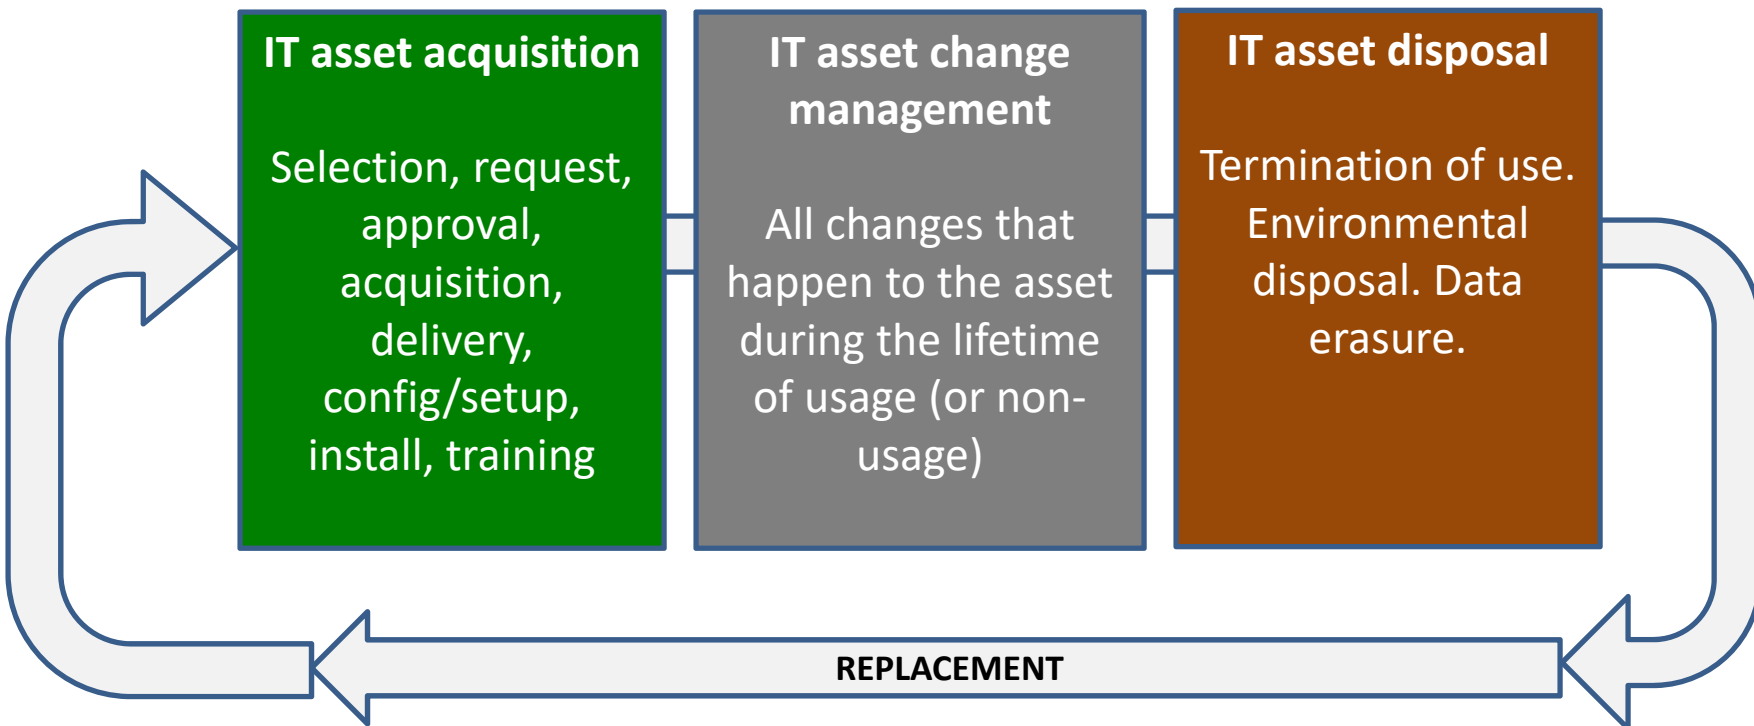 IT asset acquisition
Selection, request,
approval,
acquisition,
delivery,
config/setup,
install, training
IT asset change
management
All changes that
happen to the asset
during the lifetime
of usage (or non-
usage)
IT asset disposal
Termination of use.
Environmental
disposal. Data
erasure.
REPLACEMENT